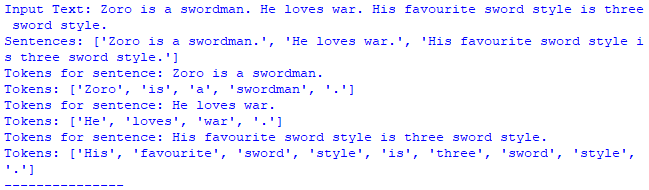 Input Text: Zoro is a swordman. He loves war. His favourite sword style is three
 sword style.
Sentences: ['Zoro is a swordman.', 'He loves war.', 'His favourite sword style i
s three sword style.']
Tokens for sentence: Zoro is a swordman.
Tokens: ['Zoro', 'is', 'a', 'swordman', '.']
Tokens for sentence: He loves war.
Tokens: ['He', 'loves', 'war', '.']
Tokens for sentence: His favourite sword style is three sword style.
Tokens: ['His', 'favourite', 'sword', 'style', 'is', 'three', 'sword', 'style',
'.']
---------------